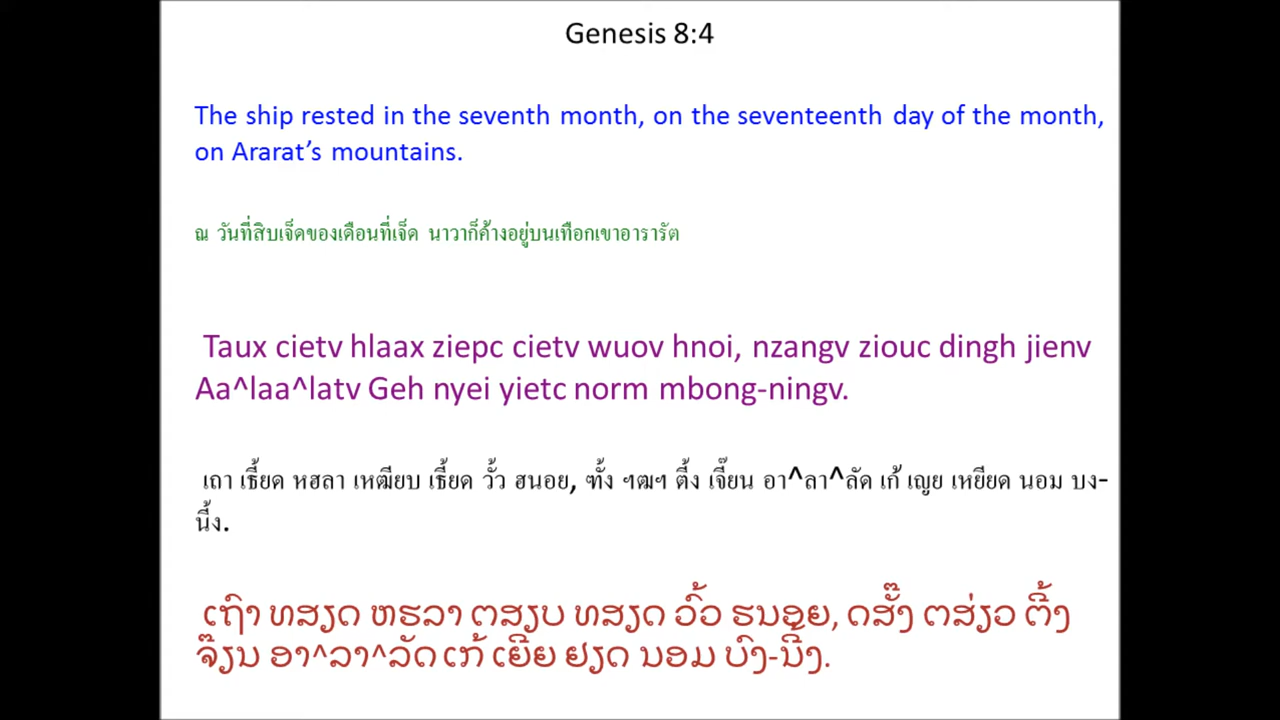 Genesis 8:4
The ship rested in the seventh month, on the seventeenth day of the month,
on Ararat’s mountains.
ณ วันที่สิบเจ็ดของเดือนที่เจ็ด นาวาก็ค้างอยู่บนเทือกเขาอารารัต
Taux cietv hlaax ziepc cietv wuov hnoi, nzangv ziouc dingh jienv
Aa^laa^latv Geh nyei yietc norm mbong-ningv.
เถา เธี้ยด หฮลา เหฒียบ เธี้ยด วั้ว ฮนอย, ฑั้ง ฯฒฯ ตี้ง เจี๊ยน อา^ลา^ลัด เก้ เญย เหยียด นอม บง-
นี้ง.
ເຖົາ ທສຽດ ຫຮລາ ຕສຽບ ທສຽດ ວົ້ວ ຮນອຍ, ດສັ໊ງ ຕສ່ຽວ ຕີ້ງ
ຈ໊ຽນ ອາ^ລາ^ລັດ ເກ້ ເຍີຍ ຢຽດ ນອມ ບົງ-ນີ້ງ.